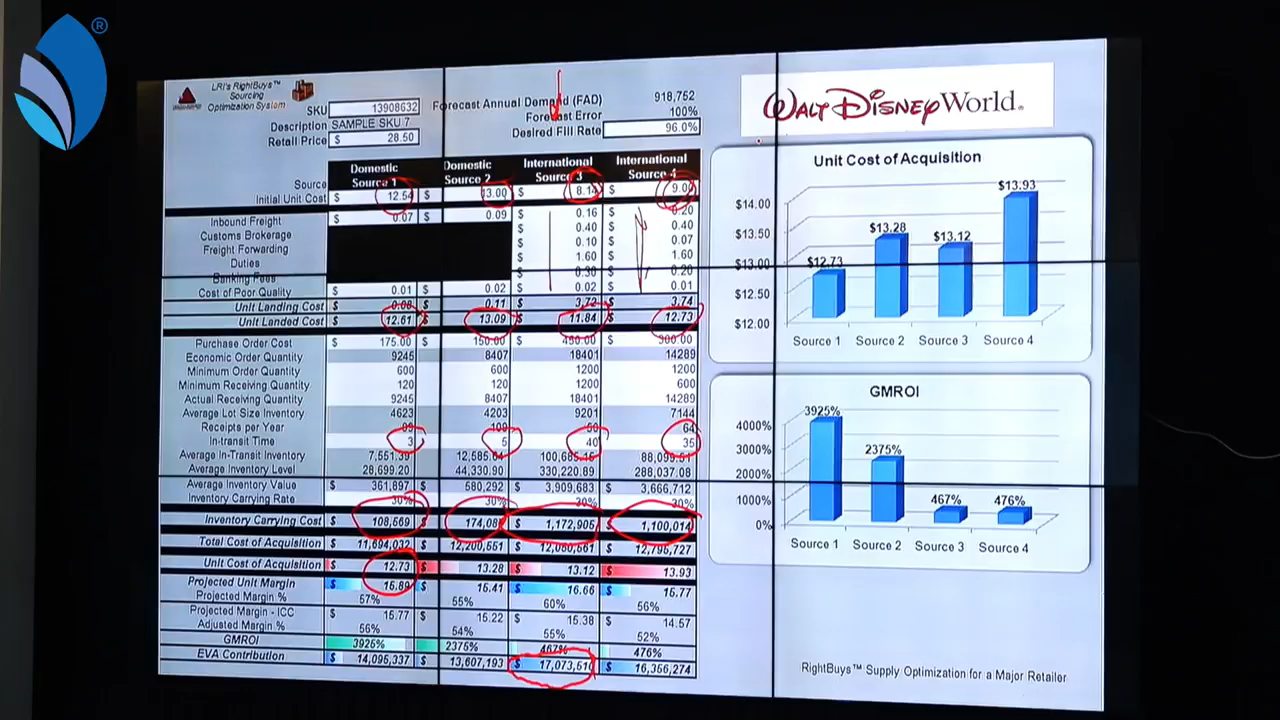 ®
LRI's RightBuys™
Sourcing
Optimization System
SKU 13908632
Description SAMPLE SKU 7
Retail Price $ 28.50
Forecast Annual Demand (FAD) 918,752
Forecast Error 100%
Desired Fill Rate 96.0%
WALT DISNEY World®
Source Domestic Source 1 Domestic Source 2 International Source 3 International Source 4
Initial Unit Cost $ 12.54 $ 13.00 $ 8.12 $ 9.00
Inbound Freight $ 0.07 $ 0.09 $ 0.16 $ 0.20
Customs Brokerage $ 0.40 $ 0.40
Freight Forwarding $ 0.10 $ 0.07
Duties $ 1.60 $ 1.60
Banking Fees $ $ 0.20
Cost of Poor Quality $ 0.01 $ 0.02 $ 0.02 $ 0.01
Unit Landing Cost $ 0.08 0.11 $ 3.72 $ 3.74
Unit Landed Cost $ 12.61 $ 13.09 $ 11.84 $ 12.73
Purchase Order Cost $ 175.00 $ 150.00 $ 450.00 $ 300.00
Economic Order Quantity 9245 8407 18401 14289
Minimum Order Quantity 600 600 1200 1200
Minimum Receiving Quantity 120 120 1200 600
Actual Receiving Quantity 9245 8407 18401 14289
Average Lot Size Inventory 4623 4203 9201 7144
Receipts per Year 64
In-transit Time 3 5 40 35
Average In-Transit Inventory
Average Inventory Level 28,699.20 44,330.90 330,220.89 288,037.08
Average Inventory Value $ 361,897 $ 580,292 $ 3,909,683 $ 3,666,712
Inventory Carrying Rate 30% 30% 30% 30%
Inventory Carrying Cost $ 108,569 $ $ 1,172,905 $ 1,100,014
Total Cost of Acquisition $ 11,694,032 $ 12,200,551 $ $ 12,795,727
Unit Cost of Acquisition $ 12.73 $ 13.28 $ 13.12 $ 13.93
Projected Unit Margin $ $ 15.41 $ 16.66 $ 15.77
Projected Margin % 57% 55% 60% 56%
Projected Margin - ICC $ 15.77 $ 15.22 $ 15.38 $ 14.57
Adjusted Margin % 56% 54% 55% 52%
GMROI 3925% 2375% 467% 476%
EVA Contribution $ 14,095,337 $ 13,607,193 $ $ 16,356,274
Unit Cost of Acquisition
$14.00
$13.50
$13.00
$12.50
$12.00
$12.73 $13.28 $13.12 $13.93
Source 1 Source 2 Source 3 Source 4
GMROI
4000%
3000%
2000%
1000%
0%
3925% 2375% 467% 476%
Source 1 Source 2 Source 3 Source 4
RightBuys™ Supply Optimization for a Major Retailer